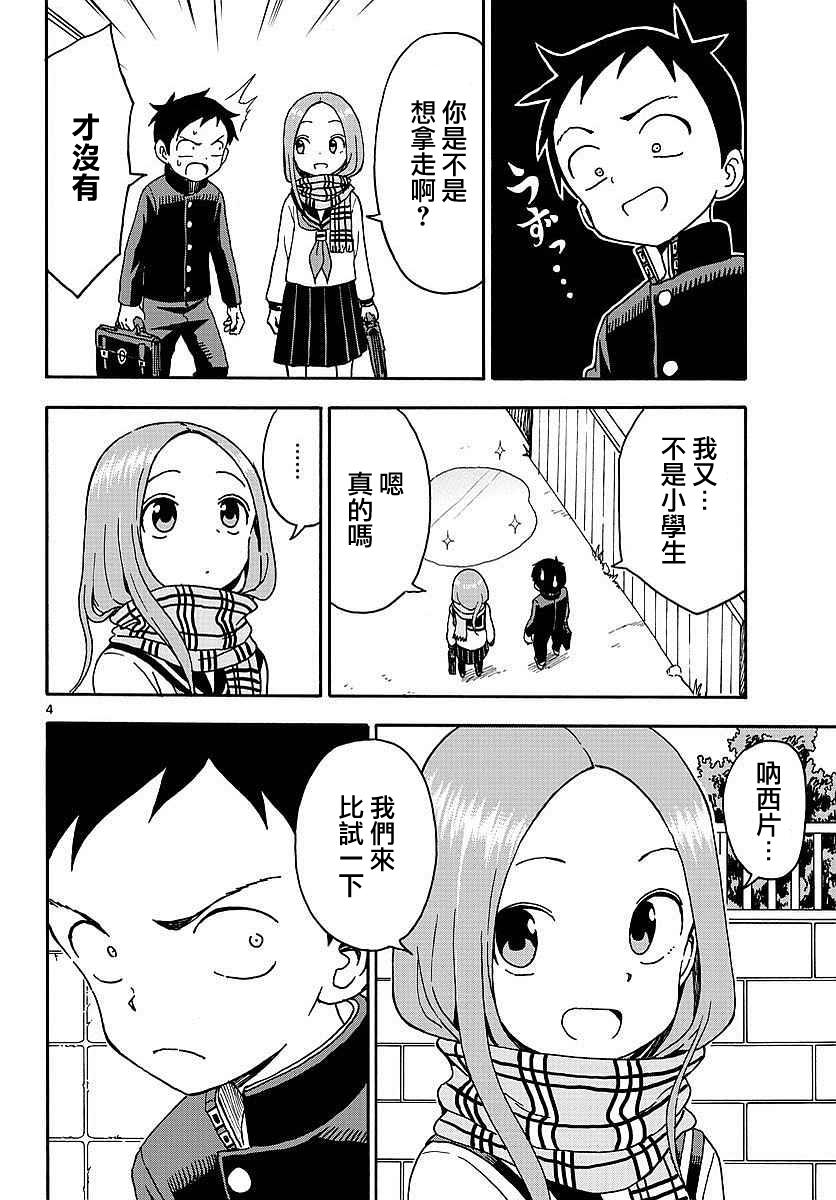 うずっ…
你是不是
想拿走啊?
才沒有
我又…
不是小學生
嗯
真的嗎
……
4
吶西片…
我們來
比試一下